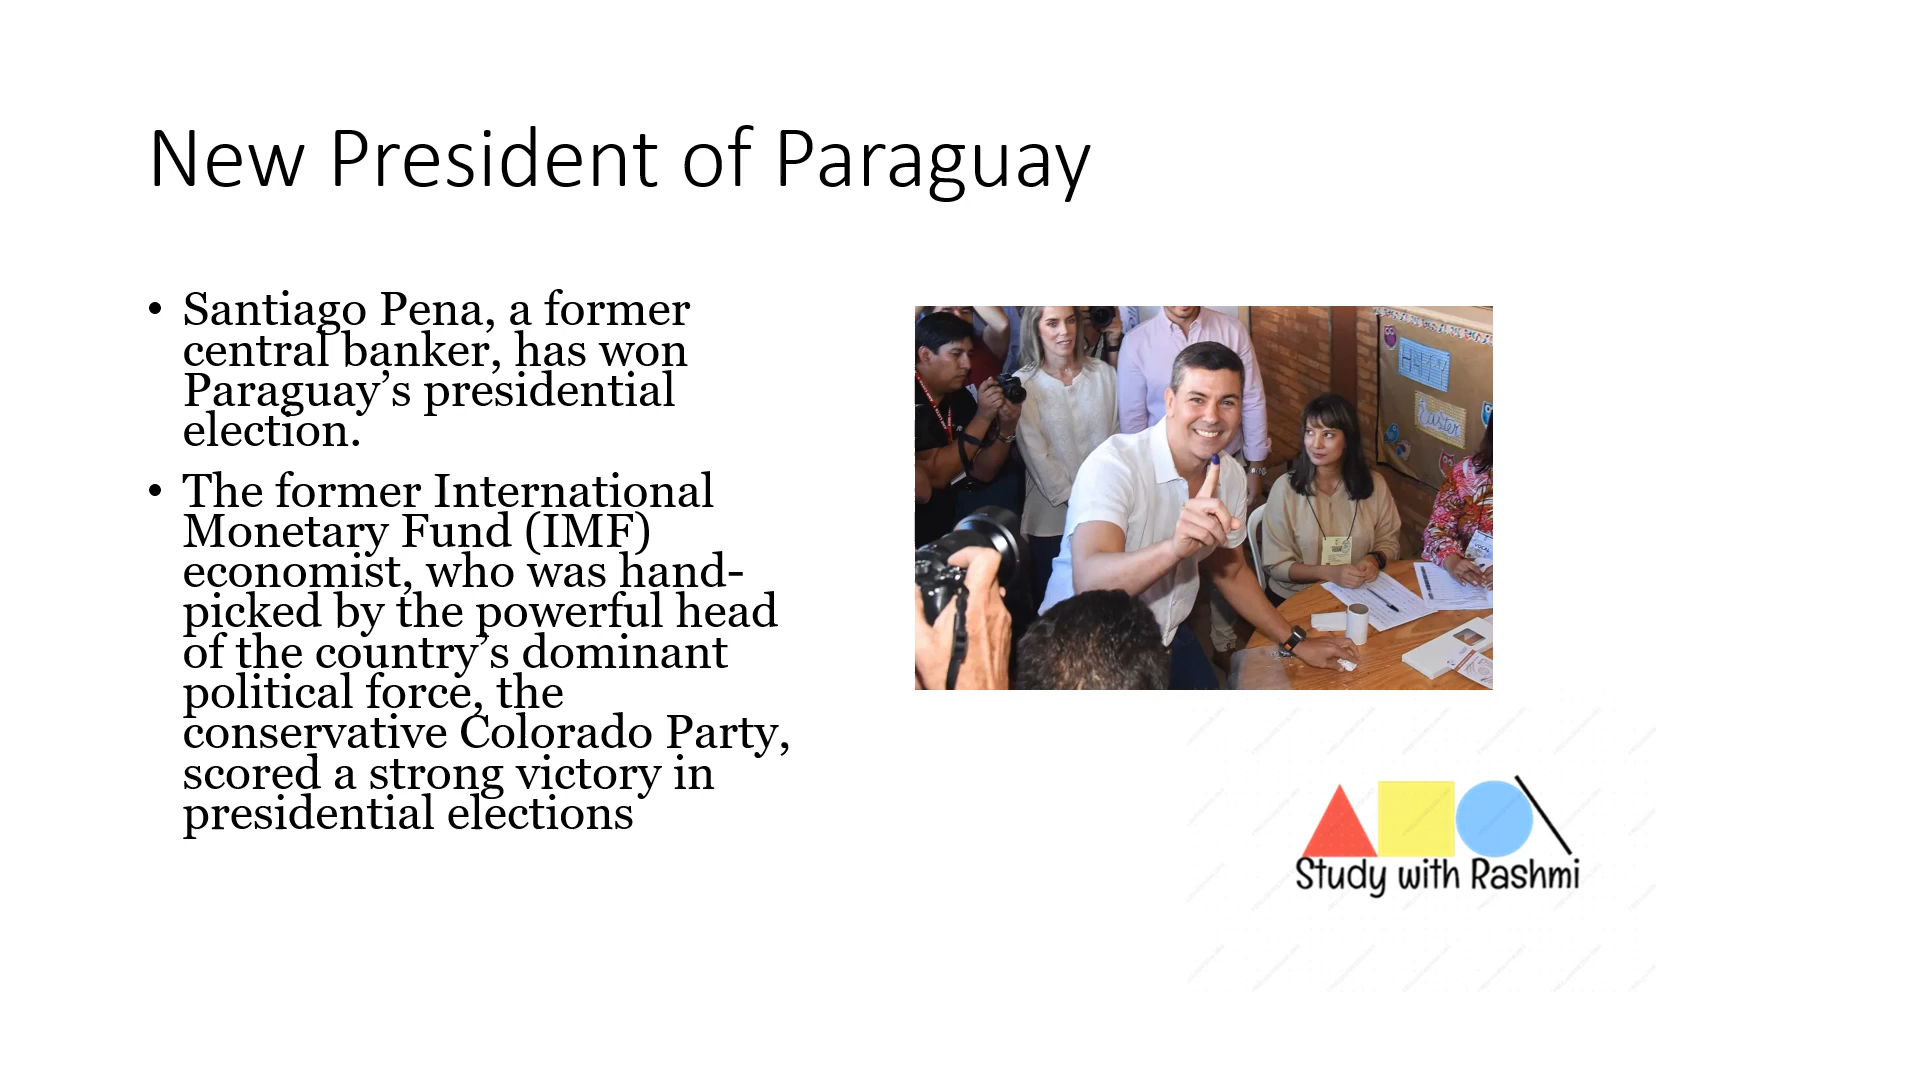 New President of Paraguay
• Santiago Pena, a former
central banker, has won
Paraguay’s presidential
election.
• The former International
Monetary Fund (IMF)
economist, who was hand-
picked by the powerful head
of the country’s dominant
political force, the
conservative Colorado Party,
scored a strong victory in
presidential elections
HAPPY
Easter
Study with Rashmi